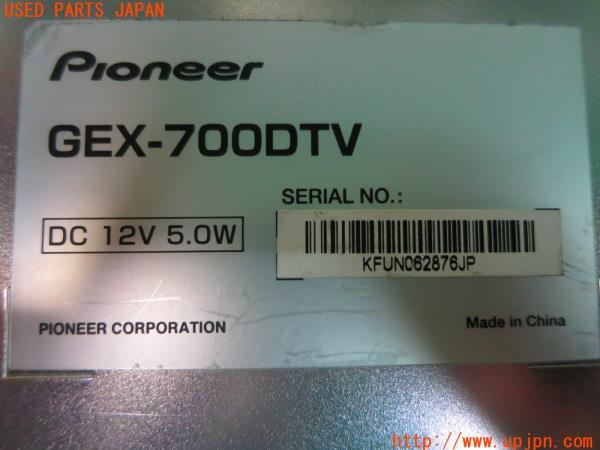 USED PARTS JAPAN
Pioneer
GEX-700DTV
SERIAL NO.:
DC 12V 5.0W
KFUN062876JP
PIONEER CORPORATION
Made in China
http://www.upjpn.com/